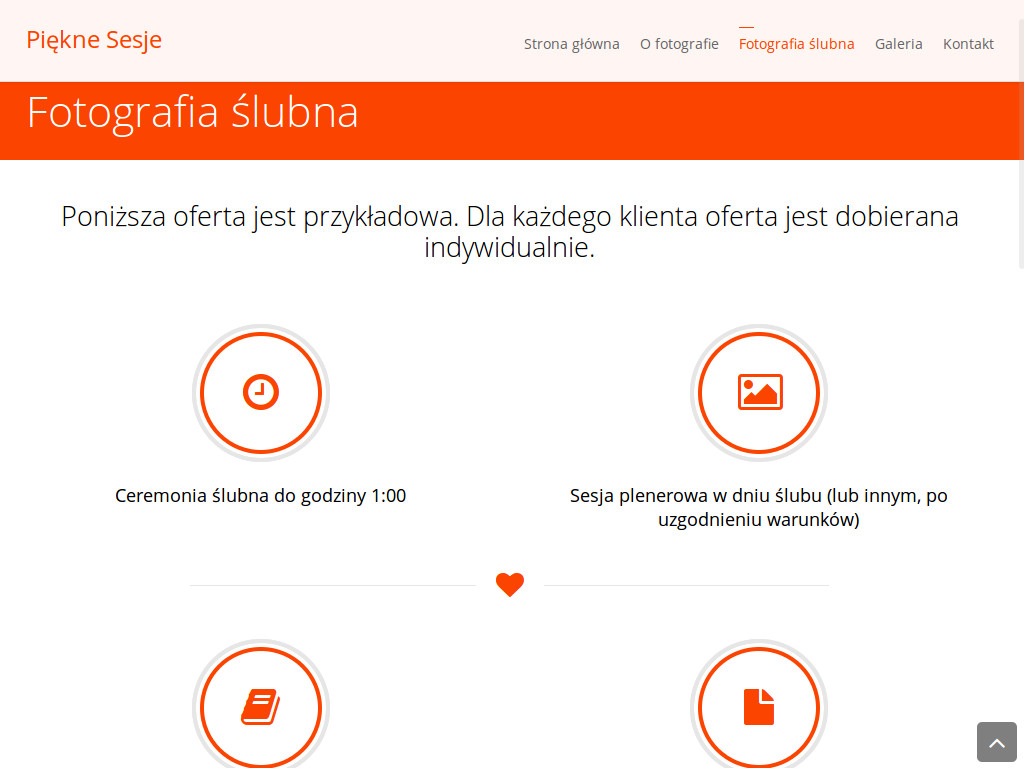 Piękne Sesje
Strona główna
O fotografie
Fotografia ślubna
Galeria
Kontakt
Fotografia ślubna
Poniższa oferta jest przykładowa. Dla każdego klienta oferta jest dobierana
indywidualnie.
Ceremonia ślubna do godziny 1:00
Sesja plenerowa w dniu ślubu (lub innym, po
uzgodnieniu warunków)